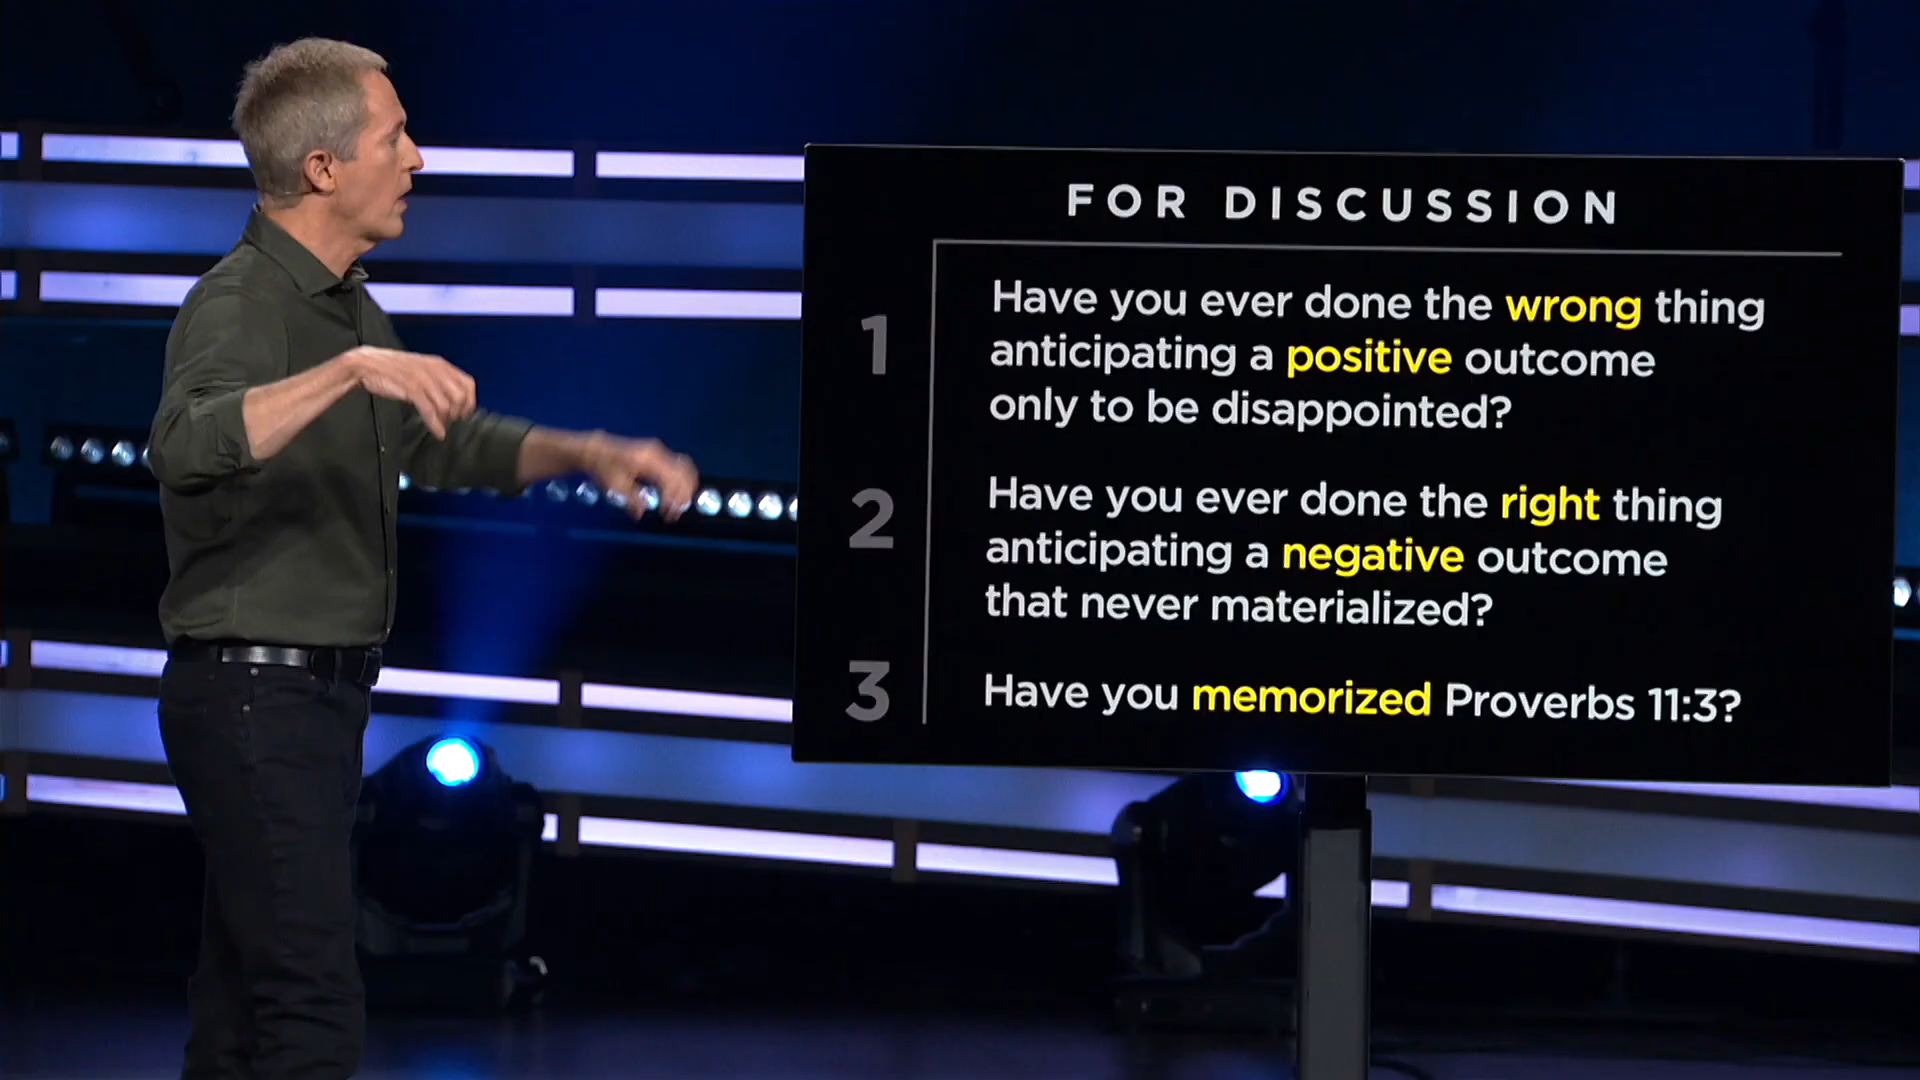 FOR DISCUSSION
1
Have you ever done the wrong thing
anticipating a positive outcome
only to be disappointed?
2
Have you ever done the right thing
anticipating a negative outcome
that never materialized?
3
Have you memorized Proverbs 11:3?